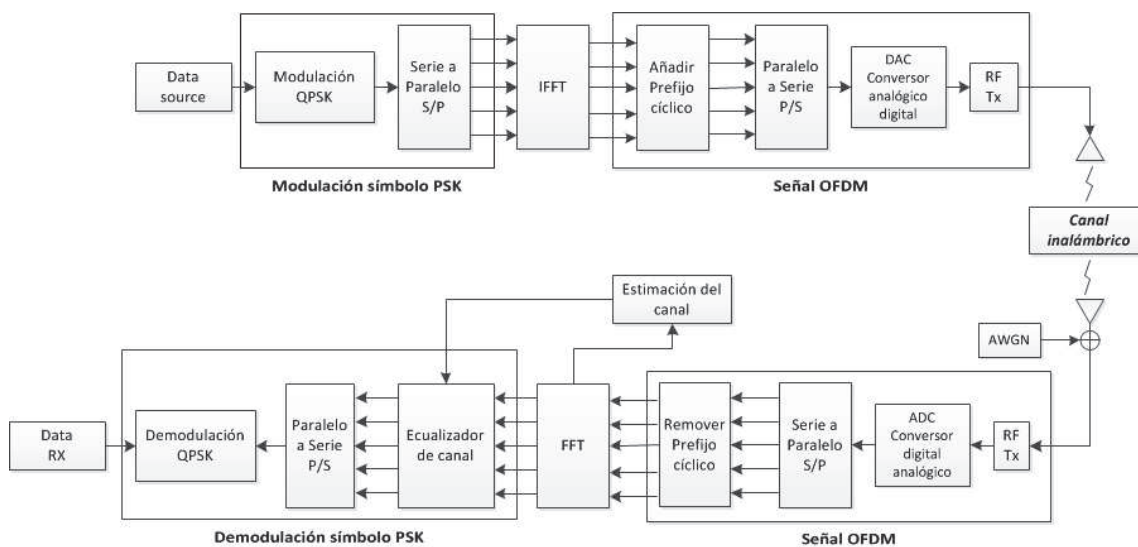 Data
source
Modulación
QPSK
Serie a
Paralelo
S/P
IFFT
Añadir
Prefijo
cíclico
Paralelo
a Serie
P/S
DAC
Conversor
analógico
digital
RF
Tx
Modulación símbolo PSK
Señal OFDM
Canal
inalámbrico
Estimación del
canal
AWGN
Data
RX
Demodulación
QPSK
Paralelo
a Serie
P/S
Ecualizador
de canal
FFT
Remover
Prefijo
cíclico
Serie a
Paralelo
S/P
ADC
Conversor
digital
analógico
RF
Tx
Demodulación símbolo PSK
Señal OFDM